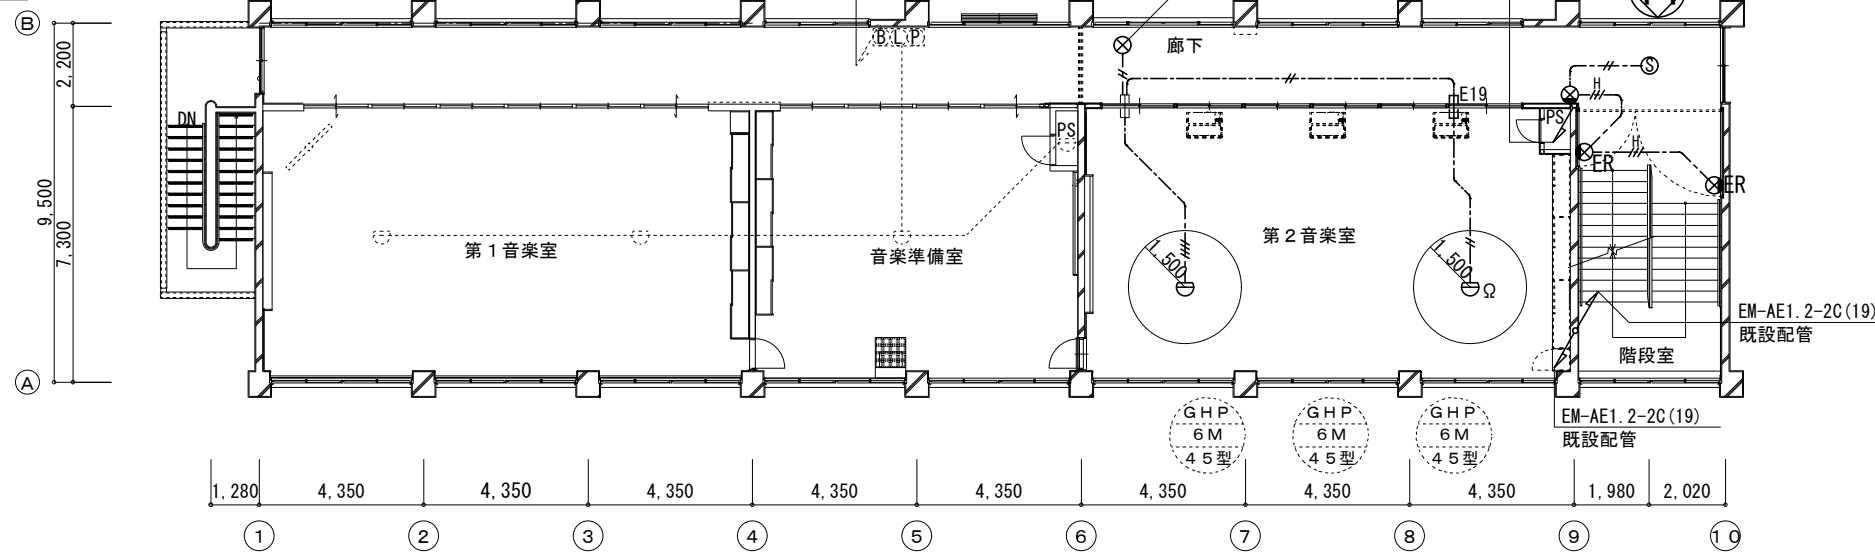 Ⓑ
2,200
9,500
7,300
Ⓐ
DN
BLP
廊下
S
H
E19
PS
PS
H
ER
ER
第1音楽室
音楽準備室
第2音楽室
1,500
1,500
Ω
EM-AE1.2-2C(19)
既設配管
階段室
EM-AE1.2-2C(19)
既設配管
GHP
6M
45型
GHP
6M
45型
GHP
6M
45型
1,280
4,350
4,350
4,350
4,350
4,350
4,350
4,350
4,350
1,980
2,020
①
②
③
④
⑤
⑥
⑦
⑧
⑨
⑩